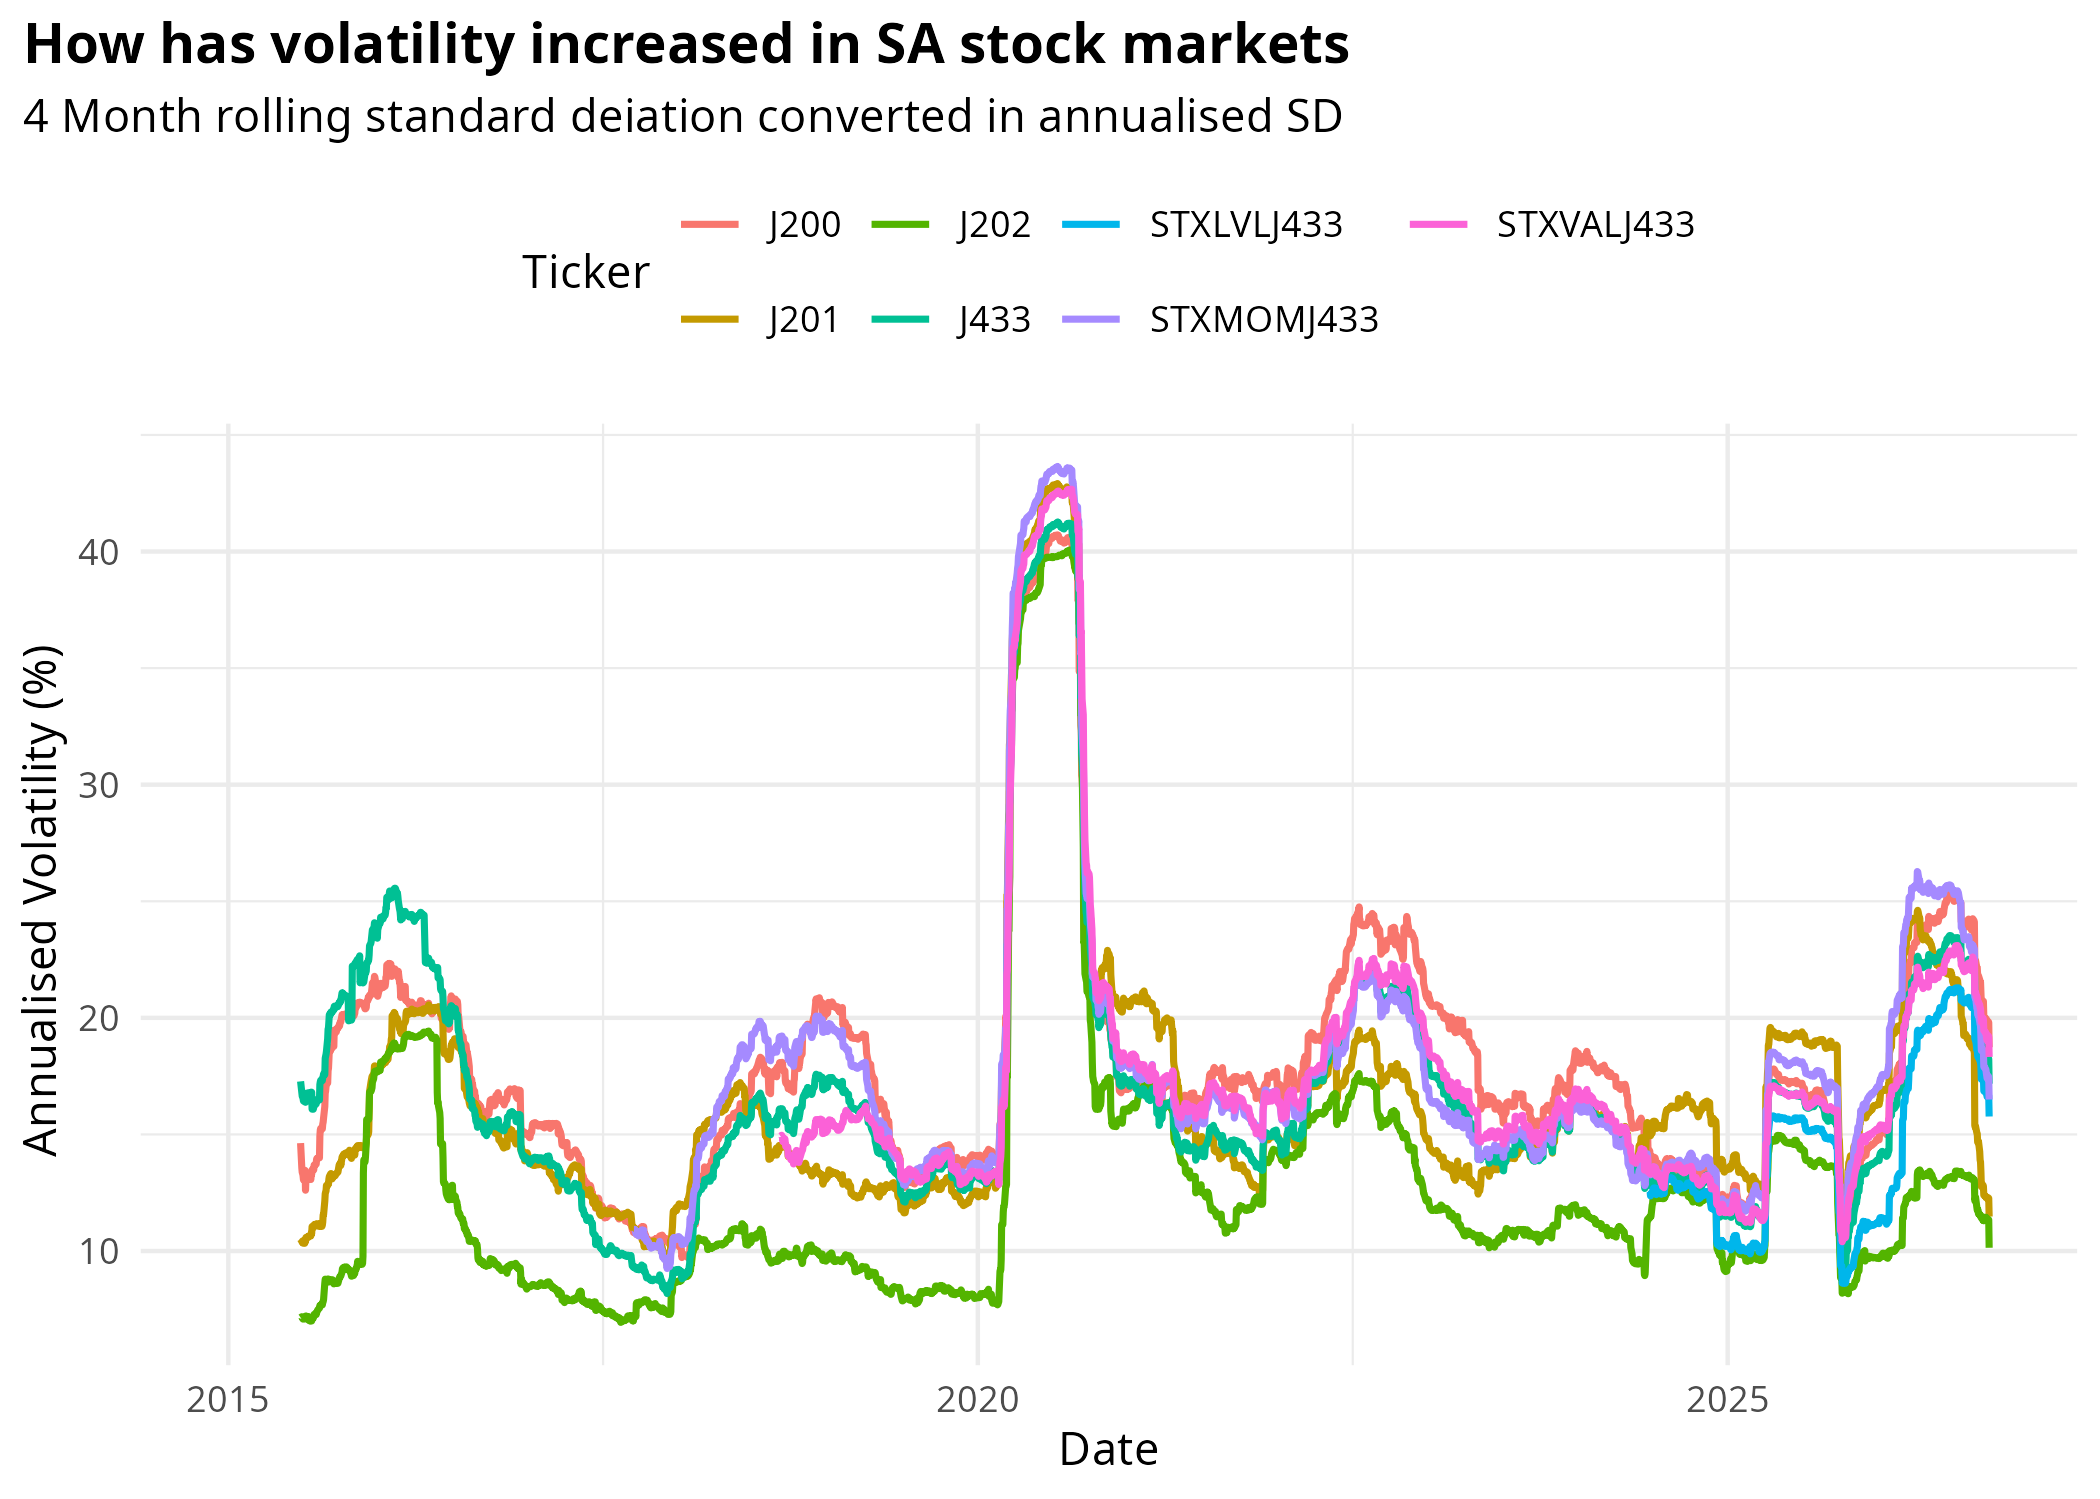 How has volatility increased in SA stock markets
4 Month rolling standard deiation converted in annualised SD
Ticker
J200
J202
STXLVLJ433
STXVALJ433
J201
J433
STXMOMJ433
Annualised Volatility (%)
40
30
20
10
2015
2020
2025
Date